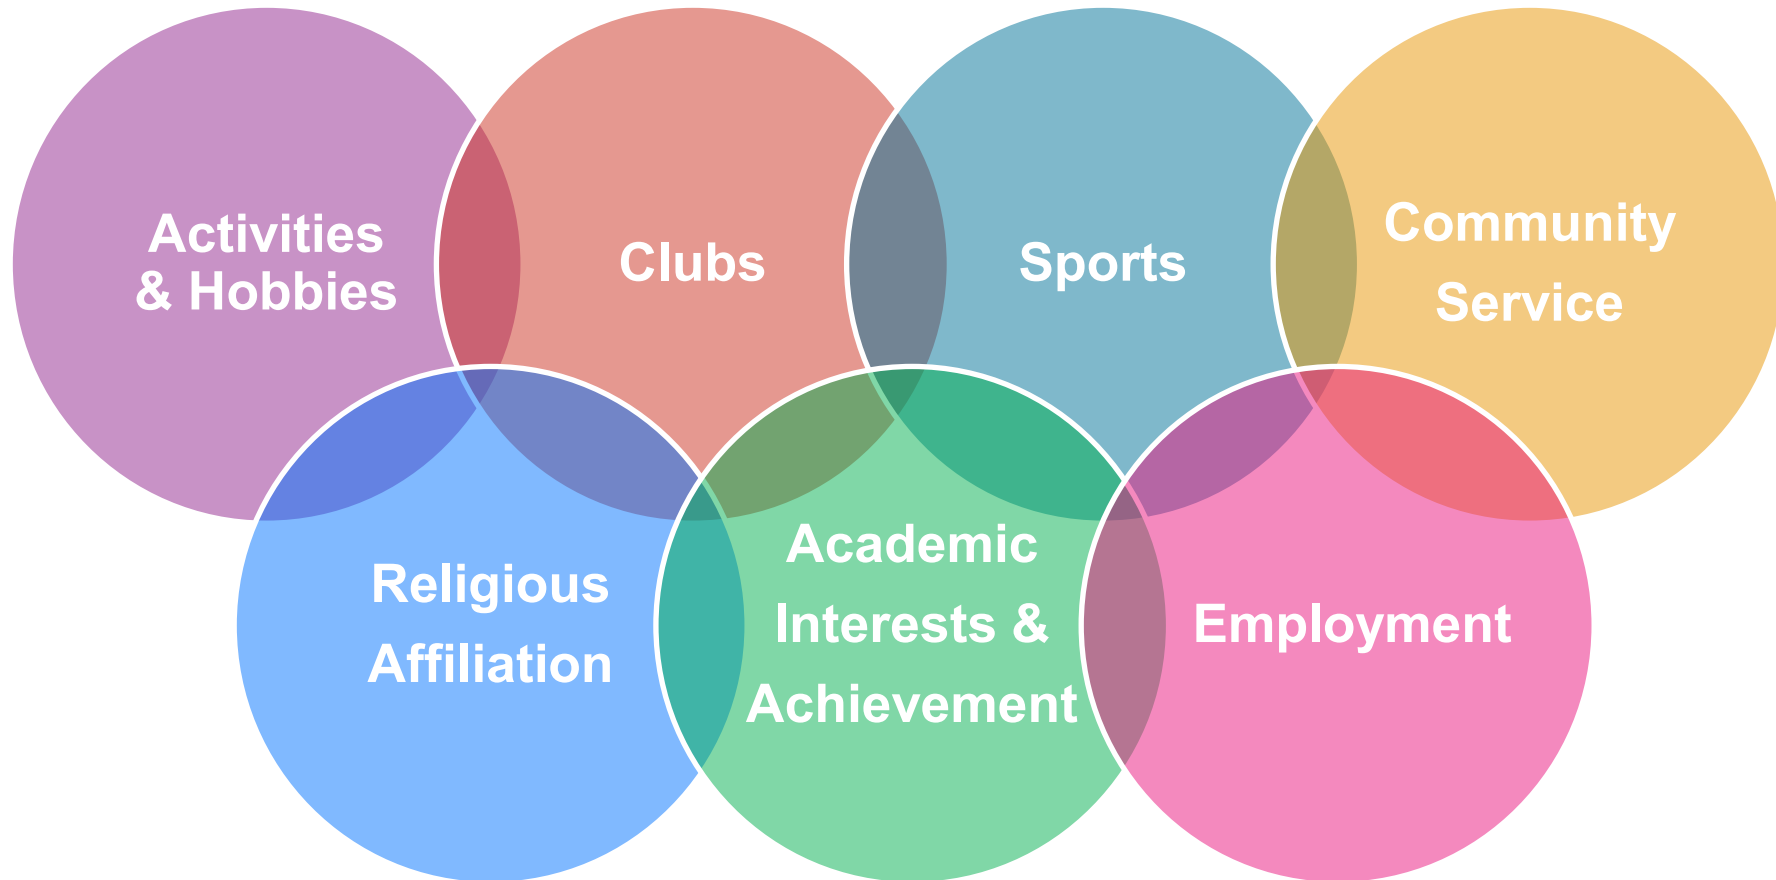 Activities
& Hobbies
Clubs
Sports
Community
Service
Religious
Affiliation
Academic
Interests &
Achievement
Employment